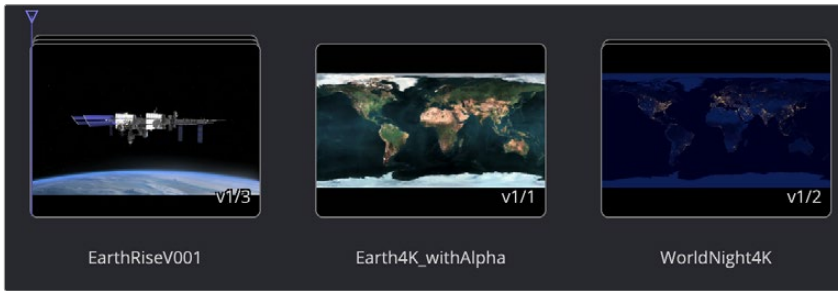 v1/3
v1/1
v1/2
EarthRiseV001
Earth4K_withAlpha
WorldNight4K